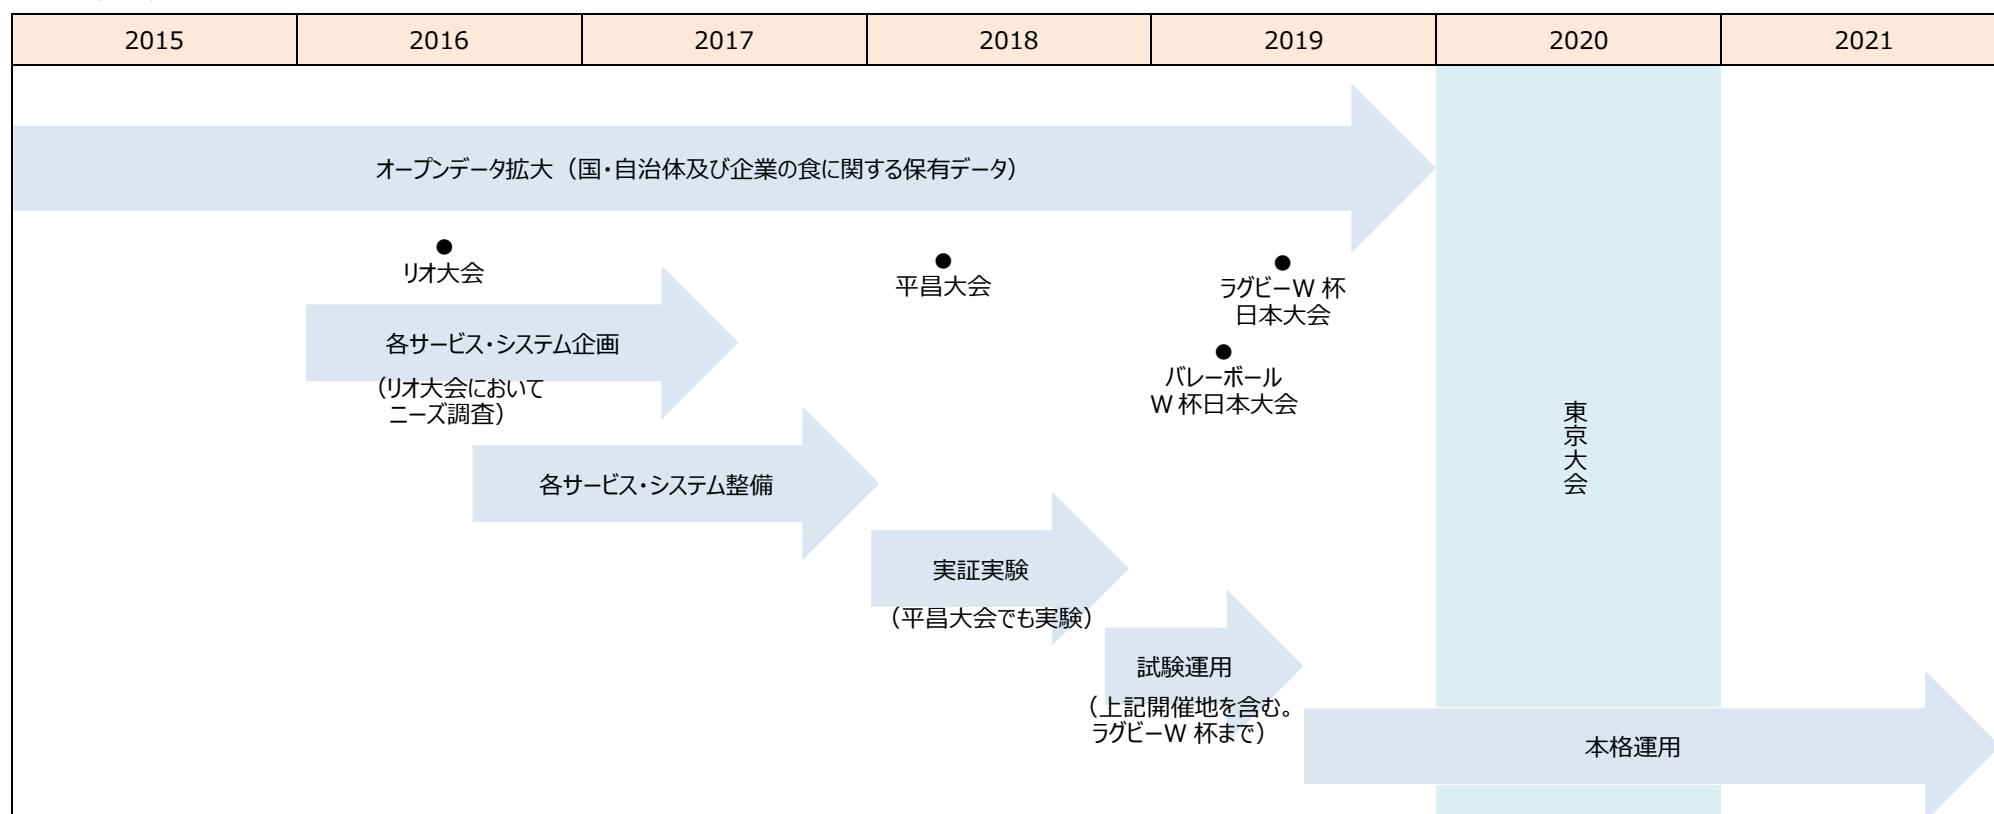 2015 2016 2017 2018 2019 2020 2021
オープンデータ拡大（国・自治体及び企業の食に関する保有データ）
●
リオ大会
●
平昌大会
●
ラグビーW 杯
日本大会
各サービス・システム企画
（リオ大会において
ニーズ調査）
●
バレーボール
W 杯日本大会
東京大会
各サービス・システム整備
実証実験
（平昌大会でも実験）
試験運用
（上記開催地を含む。
ラグビーW 杯まで）
本格運用